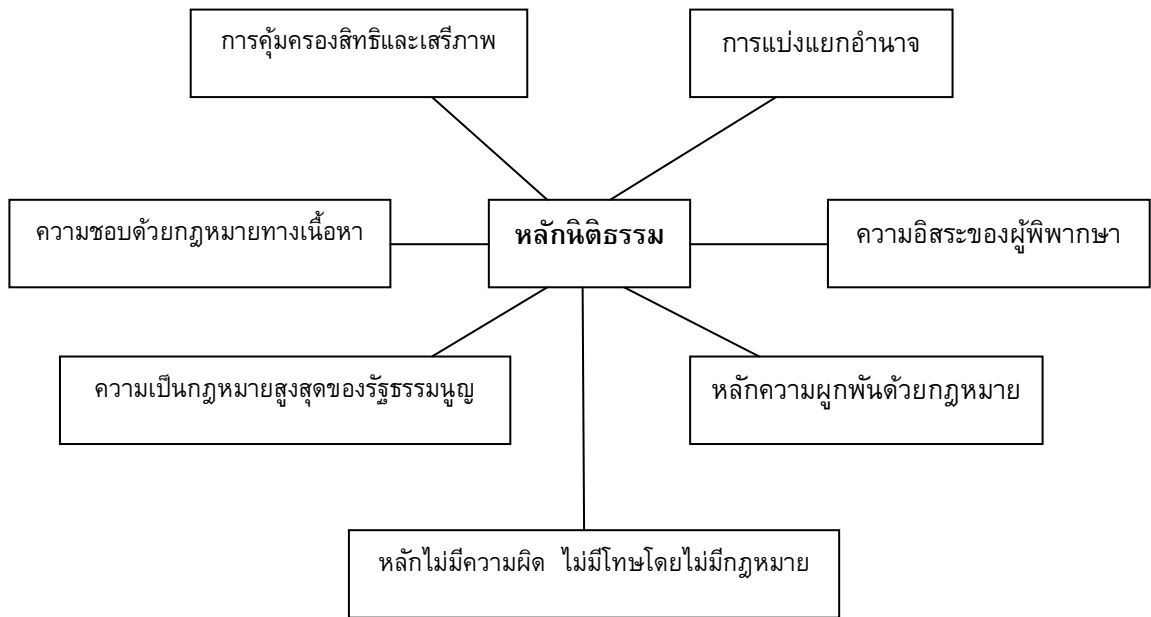 การคุ้มครองสิทธิและเสรีภาพ
การแบ่งแยกอำนาจ
ความชอบด้วยกฎหมายทางเนื้อหา
หลักนิติธรรม
ความอิสระของผู้พิพากษา
ความเป็นกฎหมายสูงสุดของรัฐธรรมนูญ
หลักความผูกพันด้วยกฎหมาย
หลักไม่มีความผิด ไม่มีโทษโดยไม่มีกฎหมาย